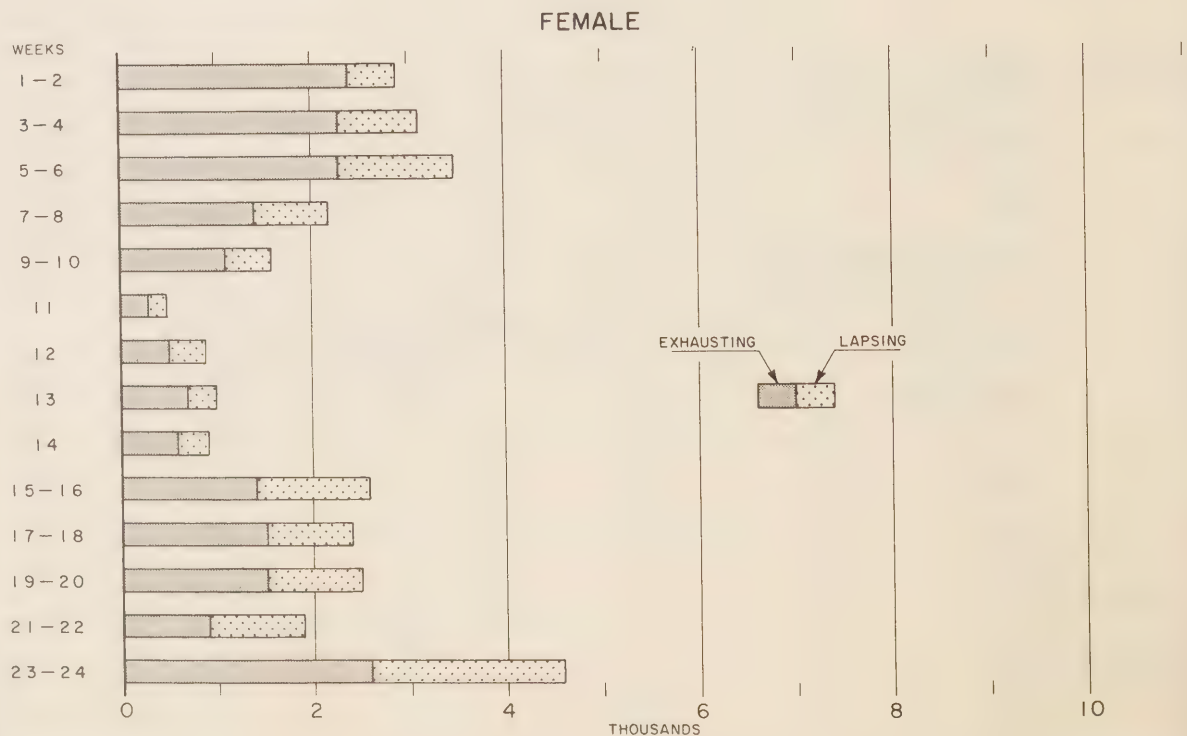 FEMALE
WEEKS
1-2
3-4
5-6
7-8
9-10
11
12
EXHAUSTING LAPSING
13
14
15-16
17-18
19-20
21-22
23-24
0 2 4 6 8 10
THOUSANDS